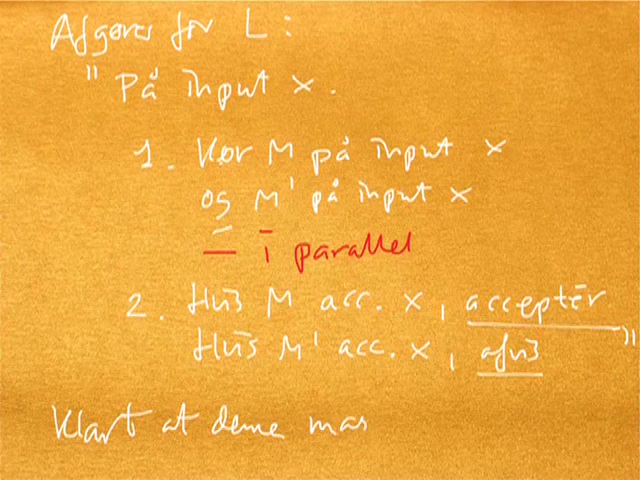 Afgører for L:
"På input x.
1. Kør M på input x
og M' på input x
— i parallel
2. Hvis M acc. x, acceptér
Hvis M' acc. x, afvis"
Klart at denne mas